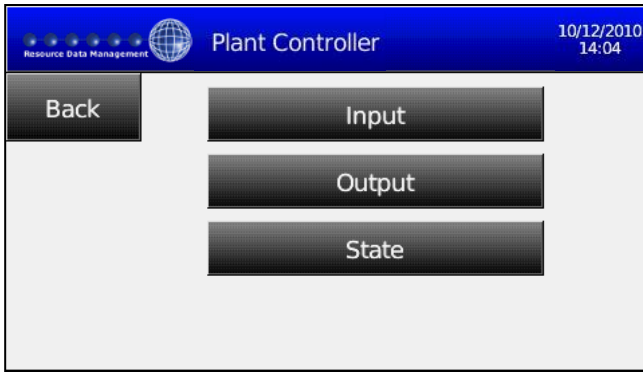 Resource Data Management
Plant Controller
10/12/2010
14:04
Back
Input
Output
State